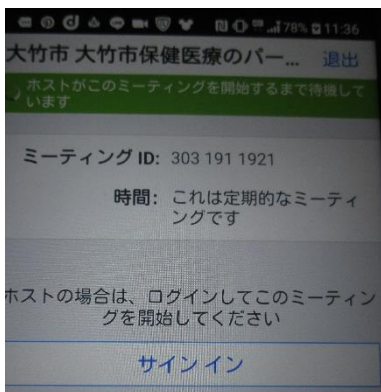 78% 11:36
大竹市 大竹市保健医療のパー... 退出
ホストがこのミーティングを開始するまで待機して
います
ミーティング ID: 303 191 1921
時間: これは定期的なミーティ
ングです
ホストの場合は、ログインしてこのミーティン
グを開始してください
サインイン